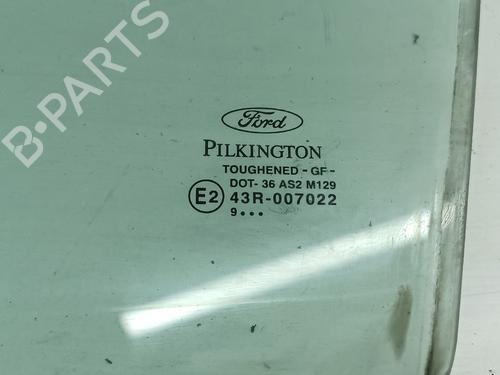 B-PARTS
Ford
PILKINGTON
TOUGHENED - GF -
DOT- 36 AS2 M129
E2 43R-007022
9•••